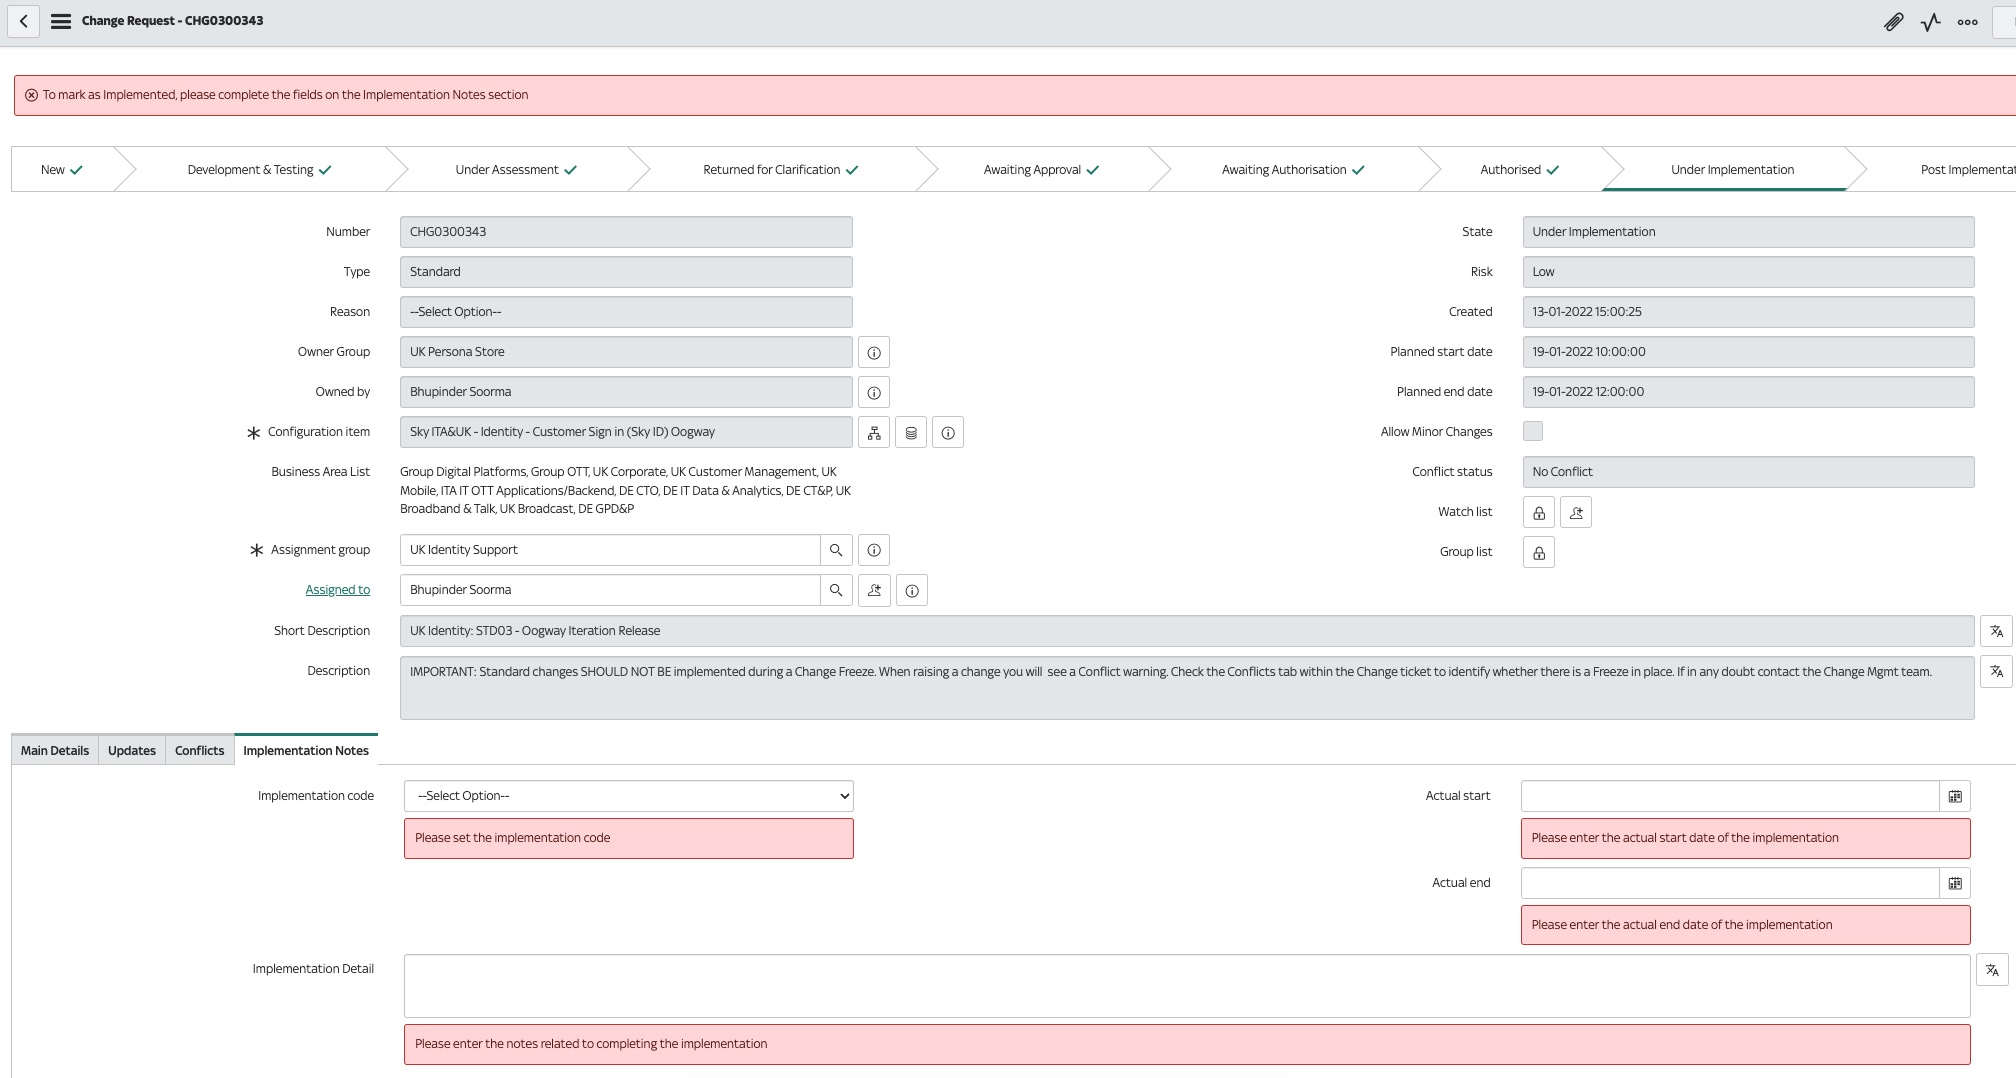 Change Request - CHG0300343
To mark as Implemented, please complete the fields on the Implementation Notes section
New
Development & Testing
Under Assessment
Returned for Clarification
Awaiting Approval
Awaiting Authorisation
Authorised
Under Implementation
Post Implementat
Number
CHG0300343
Type
Standard
Reason
--Select Option--
Owner Group
UK Persona Store
Owned by
Bhupinder Soorma
Configuration item
Sky ITA&UK - Identity - Customer Sign in (Sky ID) Oogway
Business Area List
Group Digital Platforms, Group OTT, UK Corporate, UK Customer Management, UK
Mobile, ITA IT OTT Applications/Backend, DE CTO, DE IT Data & Analytics, DE CT&P, UK
Broadband & Talk, UK Broadcast, DE GPD&P
Assignment group
UK Identity Support
Assigned to
Bhupinder Soorma
State
Under Implementation
Risk
Low
Created
13-01-2022 15:00:25
Planned start date
19-01-2022 10:00:00
Planned end date
19-01-2022 12:00:00
Allow Minor Changes
Conflict status
No Conflict
Watch list
Group list
Short Description
UK Identity: STD03 - Oogway Iteration Release
Description
IMPORTANT: Standard changes SHOULD NOT BE implemented during a Change Freeze. When raising a change you will  see a Conflict warning. Check the Conflicts tab within the Change ticket to identify whether there is a Freeze in place. If in any doubt contact the Change Mgmt team.
Main Details
Updates
Conflicts
Implementation Notes
Implementation code
--Select Option--
Please set the implementation code
Actual start
Please enter the actual start date of the implementation
Actual end
Please enter the actual end date of the implementation
Implementation Detail
Please enter the notes related to completing the implementation